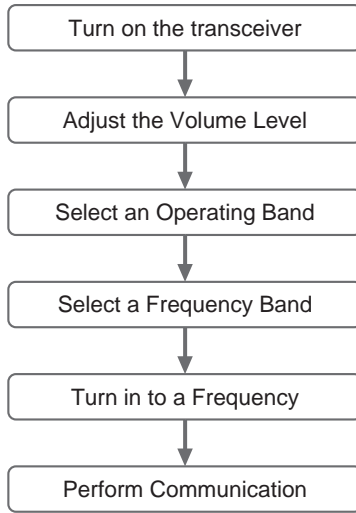 Turn on the transceiver
Adjust the Volume Level
Select an Operating Band
Select a Frequency Band
Turn in to a Frequency
Perform Communication